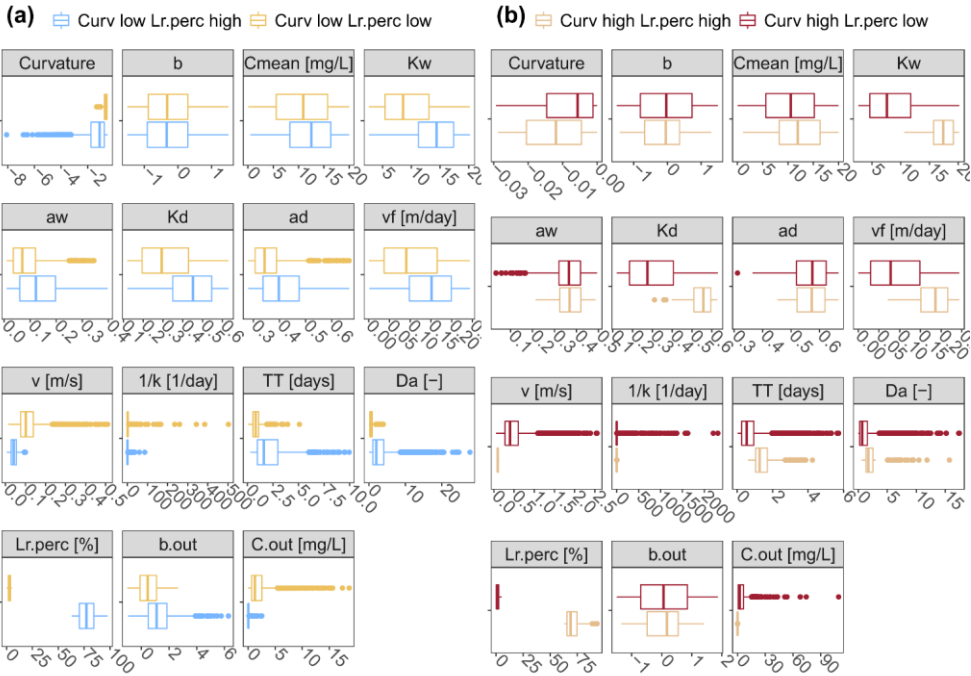 (a) Curv low Lr.perc high Curv low Lr.perc low
(b) Curv high Lr.perc high Curv high Lr.perc low
Curvature b Cmean [mg/L] Kw
-8 -6 -4 -2 -1 0 1 0 5 10 15 20 5 10 15 20
Curvature b Cmean [mg/L] Kw
-0.03 -0.02 -0.01 0.00 -1 0 1 0 5 10 15 20 5 10 15 20
aw Kd ad vf [m/day]
0.0 0.1 0.2 0.3 0.4 0.2 0.3 0.4 0.5 0.6 0.3 0.4 0.5 0.6 0.00 0.05 0.10 0.15 0.20
aw Kd ad vf [m/day]
0.1 0.2 0.3 0.4 0.5 0.2 0.3 0.4 0.5 0.6 0.3 0.4 0.5 0.6 0.00 0.05 0.10 0.15 0.20
v [m/s] 1/k [1/day] TT [days] Da [−]
0.0 0.1 0.2 0.3 0.4 0.5 0 100 200 300 400 500 0.0 2.5 5.0 7.5 10.0 0 10 20
v [m/s] 1/k [1/day] TT [days] Da [−]
0.0 0.5 1.0 1.5 2.0 2.5 0 500 1000 1500 2000 0 2 4 6 0 5 10 15
Lr.perc [%] b.out C.out [mg/L]
0 25 50 75 100 0 2 4 6 0 5 10 15
Lr.perc [%] b.out C.out [mg/L]
0 25 50 75 -1 0 1 2 0 30 60 90